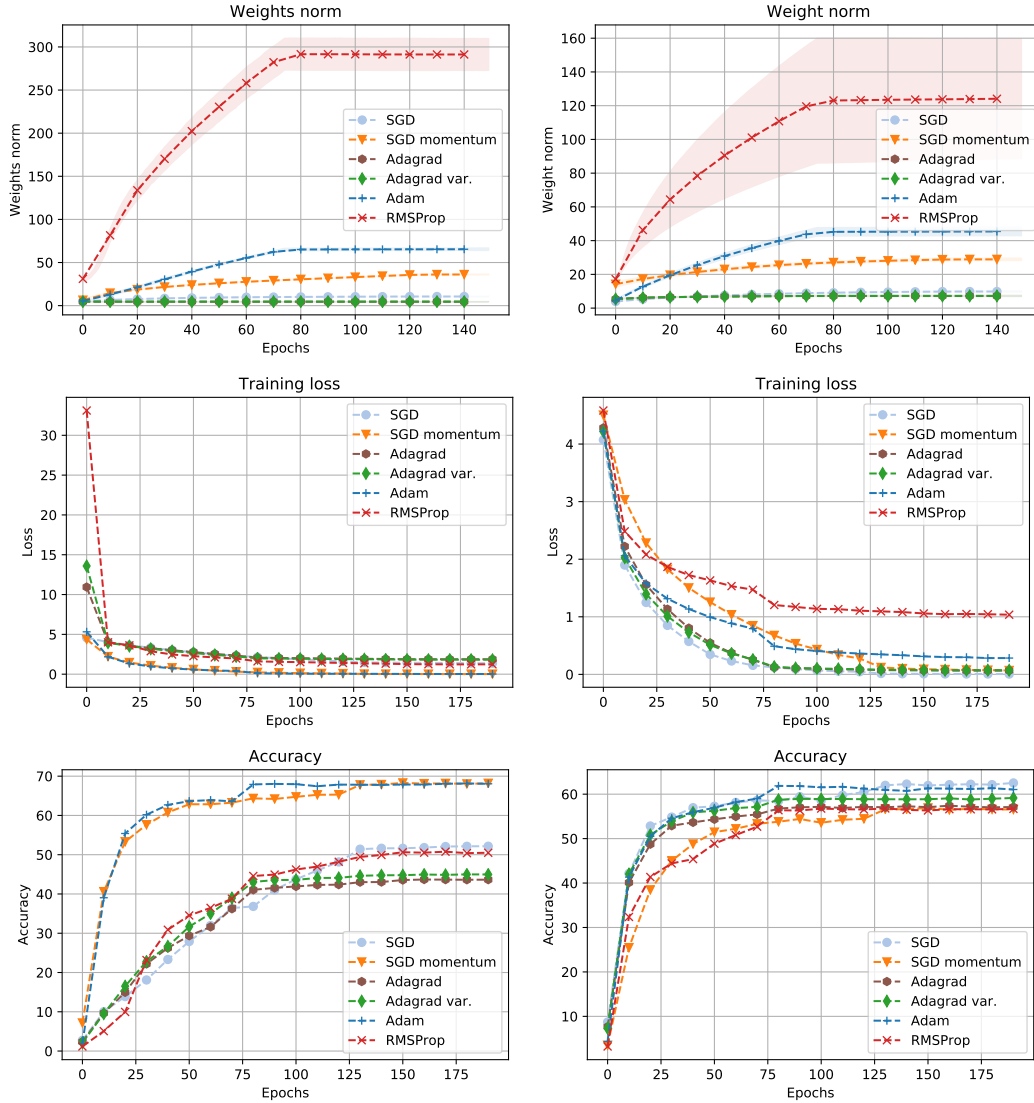 Weights norm
300
250
200
150
100
50
0
Weights norm
SGD
SGD momentum
Adagrad
Adagrad var.
Adam
RMSProp
0 20 40 60 80 100 120 140
Epochs
Weight norm
160
140
120
100
80
60
40
20
0
Weight norm
SGD
SGD momentum
Adagrad
Adagrad var.
Adam
RMSProp
0 20 40 60 80 100 120 140
Epochs
Training loss
30
25
20
15
10
5
0
Loss
SGD
SGD momentum
Adagrad
Adagrad var.
Adam
RMSProp
0 25 50 75 100 125 150 175
Epochs
Training loss
4
3
2
1
0
Loss
SGD
SGD momentum
Adagrad
Adagrad var.
Adam
RMSProp
0 25 50 75 100 125 150 175
Epochs
Accuracy
70
60
50
40
30
20
10
0
Accuracy
SGD
SGD momentum
Adagrad
Adagrad var.
Adam
RMSProp
0 25 50 75 100 125 150 175
Epochs
Accuracy
60
50
40
30
20
10
Accuracy
SGD
SGD momentum
Adagrad
Adagrad var.
Adam
RMSProp
0 25 50 75 100 125 150 175
Epochs